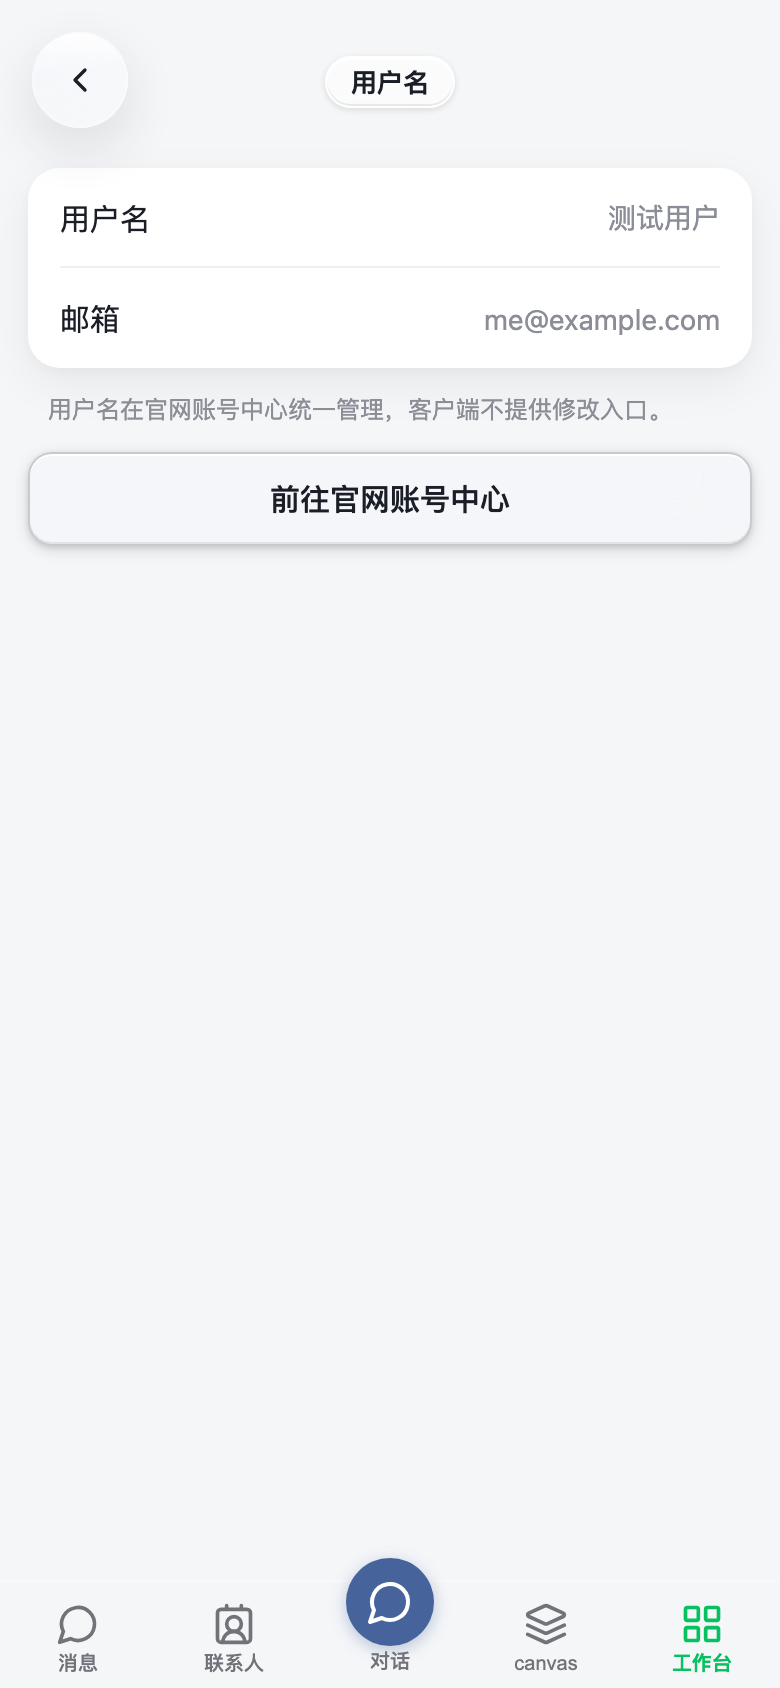 用户名
用户名
测试用户
邮箱
me@example.com
用户名在官网账号中心统一管理，客户端不提供修改入口。
前往官网账号中心
消息
联系人
对话
canvas
工作台